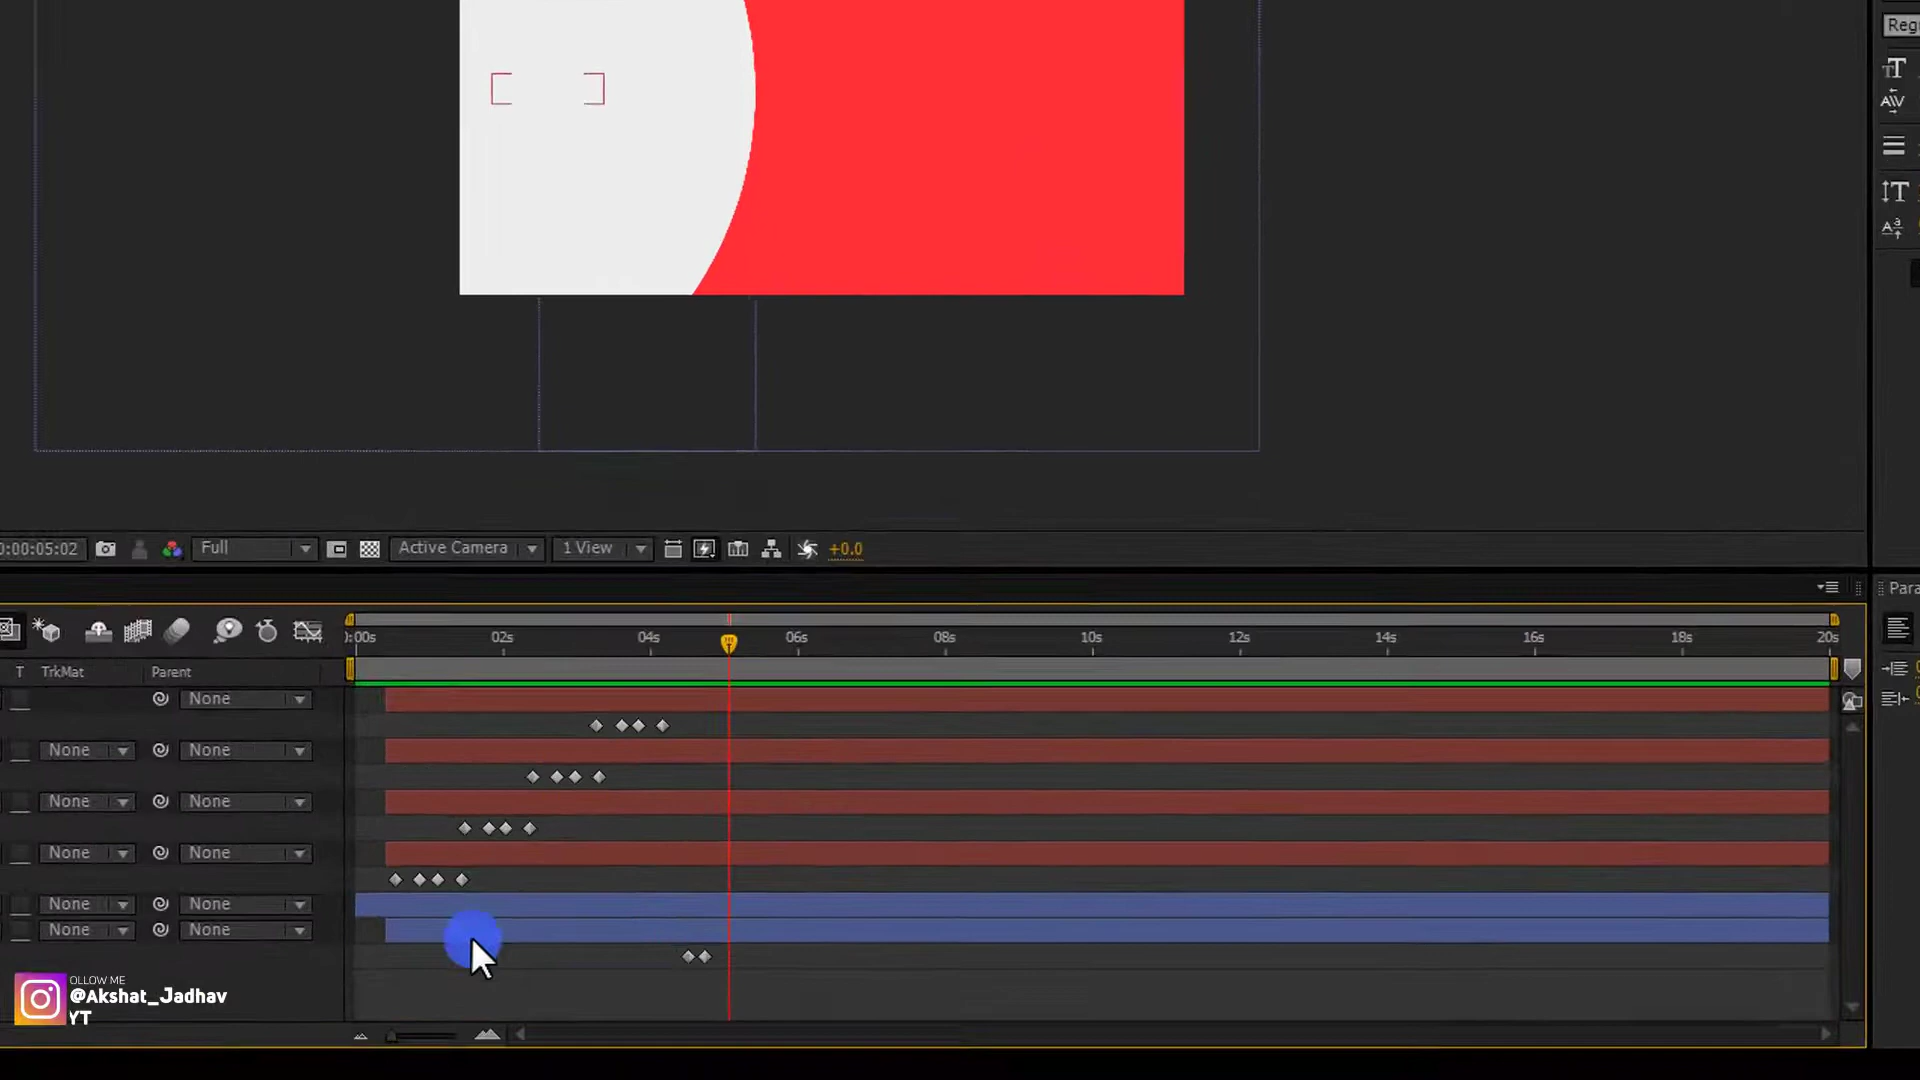 Reg
0:00:05:02 Full Active Camera 1 View +0.0
Para
:00s 02s 04s 06s 08s 10s 12s 14s 16s 18s 20s
T TrkMat Parent
None
None None
None None
None None
None None
None None
OLLOW ME
@Akshat_Jadhav
YT